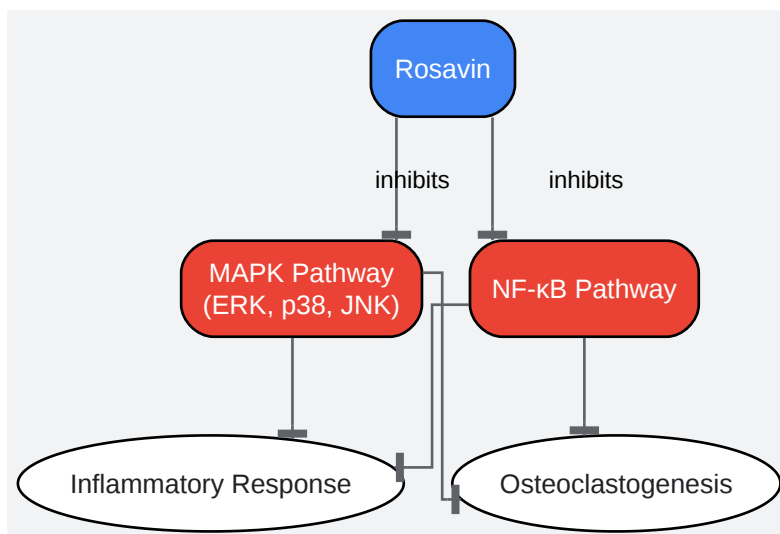 Rosavin
inhibits
inhibits
MAPK Pathway
(ERK, p38, JNK)
NF-κB Pathway
Inflammatory Response
Osteoclastogenesis